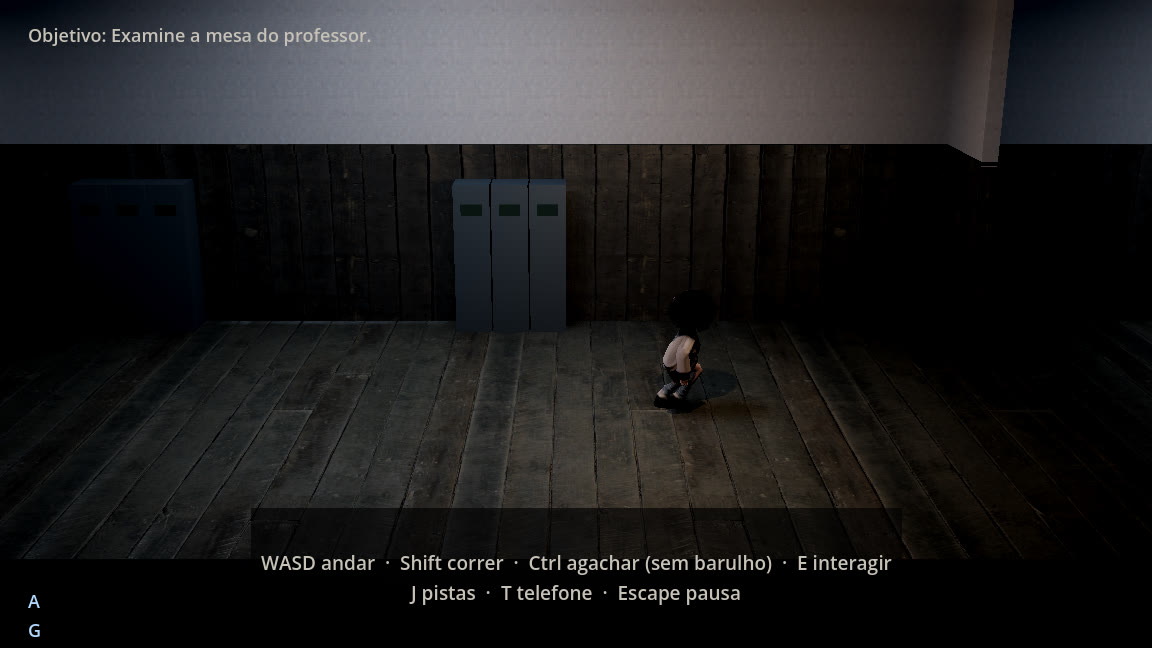 Objetivo: Examine a mesa do professor.
WASD andar · Shift correr · Ctrl agachar (sem barulho) · E interagir
J pistas · T telefone · Escape pausa
A
G